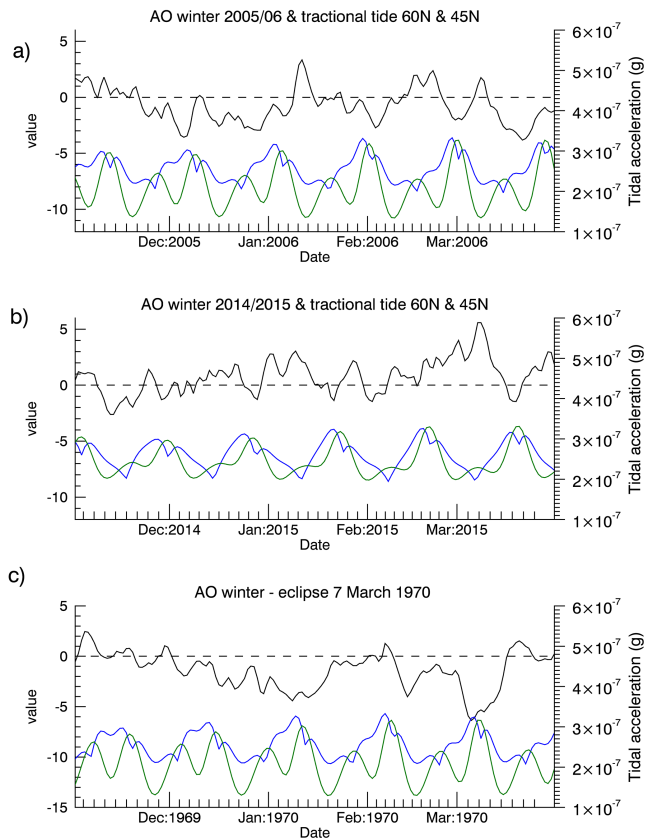 AO winter 2005/06 & tractional tide 60N & 45N
a)
5
0
-5
-10
value
6×10⁻⁷
5×10⁻⁷
4×10⁻⁷
3×10⁻⁷
2×10⁻⁷
1×10⁻⁷
Tidal acceleration (g)
Dec:2005 Jan:2006 Feb:2006 Mar:2006
Date
b)
AO winter 2014/2015 & tractional tide 60N & 45N
5
0
-5
-10
value
6×10⁻⁷
5×10⁻⁷
4×10⁻⁷
3×10⁻⁷
2×10⁻⁷
1×10⁻⁷
Tidal acceleration (g)
Dec:2014 Jan:2015 Feb:2015 Mar:2015
Date
c)
AO winter - eclipse 7 March 1970
5
0
-5
-10
-15
value
6×10⁻⁷
5×10⁻⁷
4×10⁻⁷
3×10⁻⁷
2×10⁻⁷
1×10⁻⁷
Tidal acceleration (g)
Dec:1969 Jan:1970 Feb:1970 Mar:1970
Date